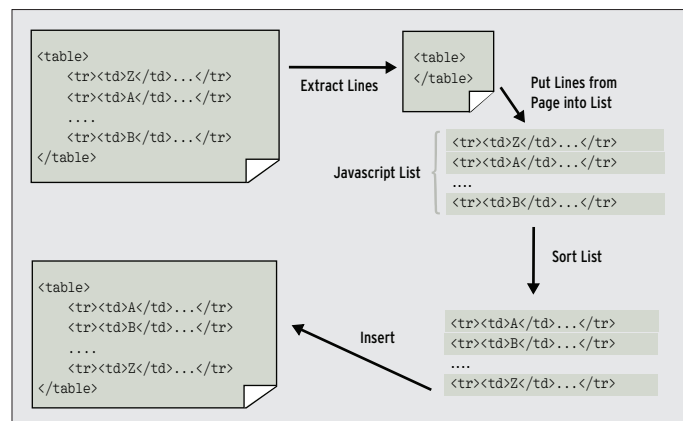 <table>
<tr><td>Z</td>...</tr>
<tr><td>A</td>...</tr>
....
<tr><td>B</td>...</tr>
</table>
Extract Lines
<table>
</table>
Put Lines from
Page into List
Javascript List
<tr><td>Z</td>...</tr>
<tr><td>A</td>...</tr>
....
<tr><td>B</td>...</tr>
Sort List
<tr><td>A</td>...</tr>
<tr><td>B</td>...</tr>
....
<tr><td>Z</td>...</tr>
Insert
<table>
<tr><td>A</td>...</tr>
<tr><td>B</td>...</tr>
....
<tr><td>Z</td>...</tr>
</table>